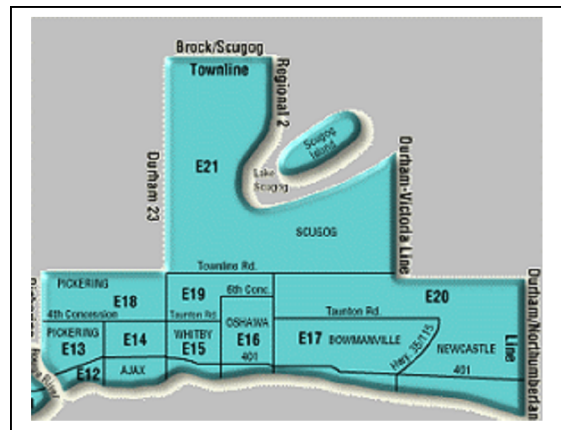 Brock/Scugog
Townline
Regional 2
Scugog
Island
Durham-Victoria Line
Durham 23
E21
Lake
Scugog
SCUGOG
Townline Rd.
PICKERING
E18
E19
6th Conc.
E20
4th Concession
Taunton Rd.
Taunton Rd.
PICKERING
E13
E14
WHITBY
E15
OSHAWA
E16
401
E17 BOWMANVILLE
Hwy. 35/115
NEWCASTLE
401
Durham/Northumberlan
Line
E12
AJAX